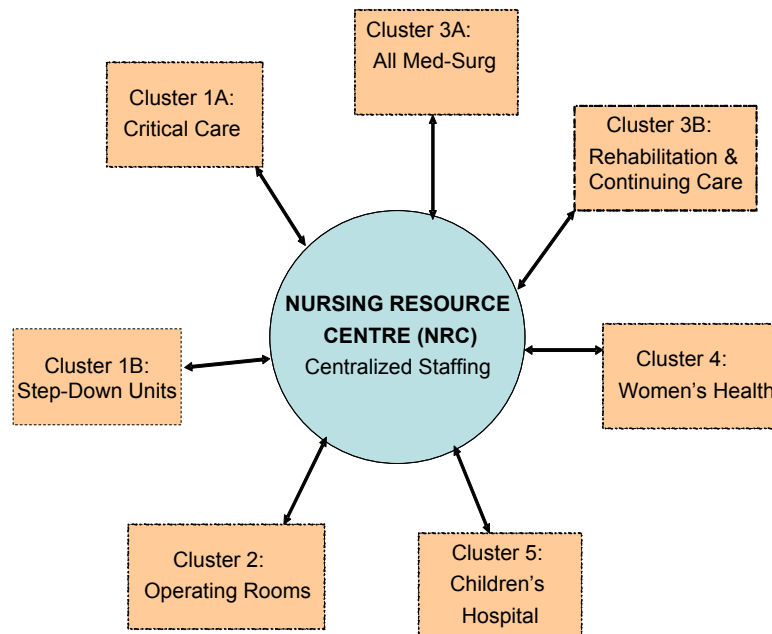 Cluster 3A:
All Med-Surg
Cluster 1A:
Critical Care
Cluster 3B:
Rehabilitation &
Continuing Care
NURSING RESOURCE
CENTRE (NRC)
Centralized Staffing
Cluster 1B:
Step-Down Units
Cluster 4:
Women’s Health
Cluster 2:
Operating Rooms
Cluster 5:
Children’s
Hospital